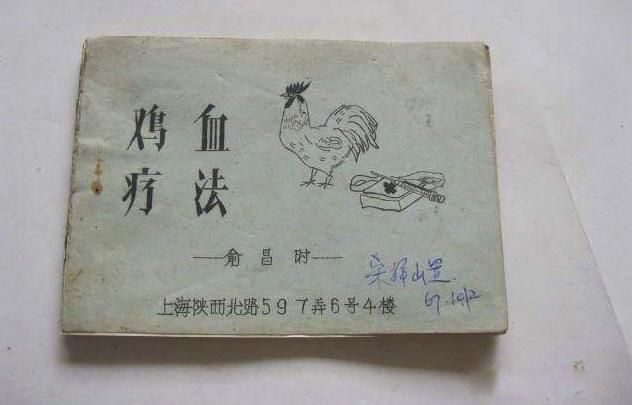 鸡血
疗法
——俞昌时——
宋
67.10.12
上海陕西北路597弄6号4楼